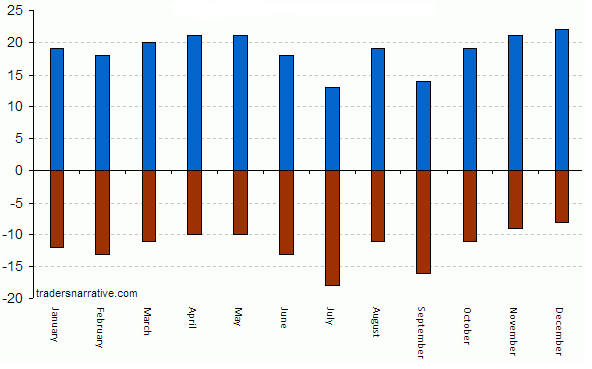 25
20
15
10
5
0
-5
-10
-15
-20
tradersnarrative.com
January
February
March
April
May
June
July
August
September
October
November
December